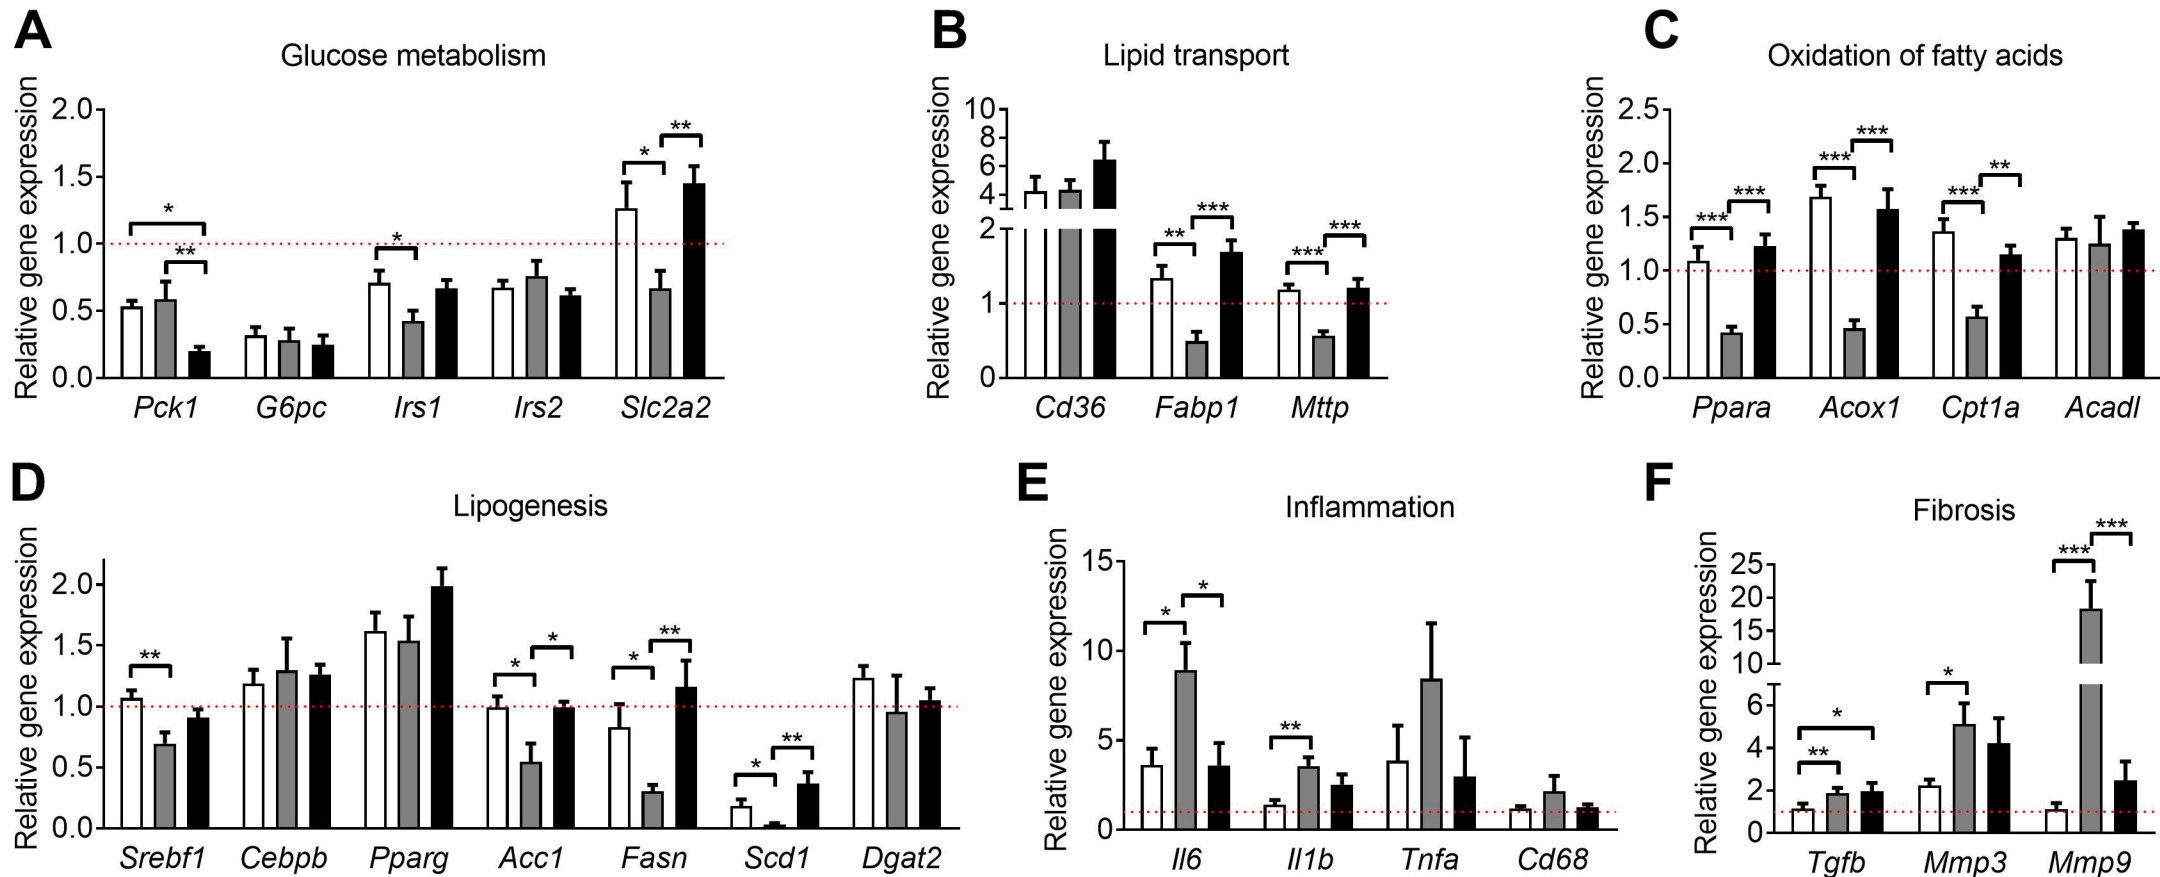 A
Glucose metabolism
Relative gene expression
2.0
1.5
1.0
0.5
0.0
*
**
*
*
**
Pck1 G6pc Irs1 Irs2 Slc2a2
B
Lipid transport
Relative gene expression
10
8
6
4
2
1
0
**
***
***
***
Cd36 Fabp1 Mttp
C
Oxidation of fatty acids
Relative gene expression
2.5
2.0
1.5
1.0
0.5
0.0
***
***
***
***
***
**
Ppara Acox1 Cpt1a Acadl
D
Lipogenesis
Relative gene expression
2.0
1.5
1.0
0.5
0.0
**
*
*
*
**
*
**
Srebf1 Cebpb Pparg Acc1 Fasn Scd1 Dgat2
E
Inflammation
Relative gene expression
15
10
5
0
*
*
**
Il6 Il1b Tnfa Cd68
F
Fibrosis
Relative gene expression
25
20
15
10
6
4
2
0
*
**
*
***
***
Tgfb Mmp3 Mmp9